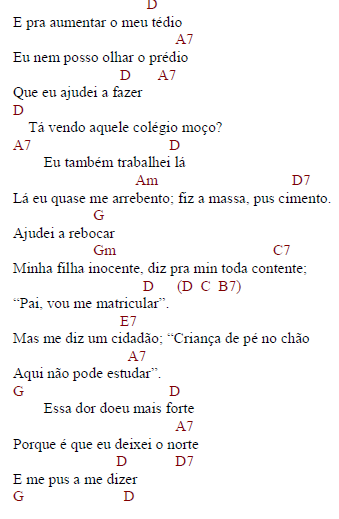 D
E pra aumentar o meu tédio
A7
Eu nem posso olhar o prédio
D A7
Que eu ajudei a fazer
D
Tá vendo aquele colégio moço?
A7 D
Eu também trabalhei lá
Am D7
Lá eu quase me arrebento; fiz a massa, pus cimento.
G
Ajudei a rebocar
Gm C7
Minha filha inocente, diz pra min toda contente;
D (D C B7)
“Pai, vou me matricular”.
E7
Mas me diz um cidadão; “Criança de pé no chão
A7
Aqui não pode estudar”.
G D
Essa dor doeu mais forte
A7
Porque é que eu deixei o norte
D D7
E me pus a me dizer
G D